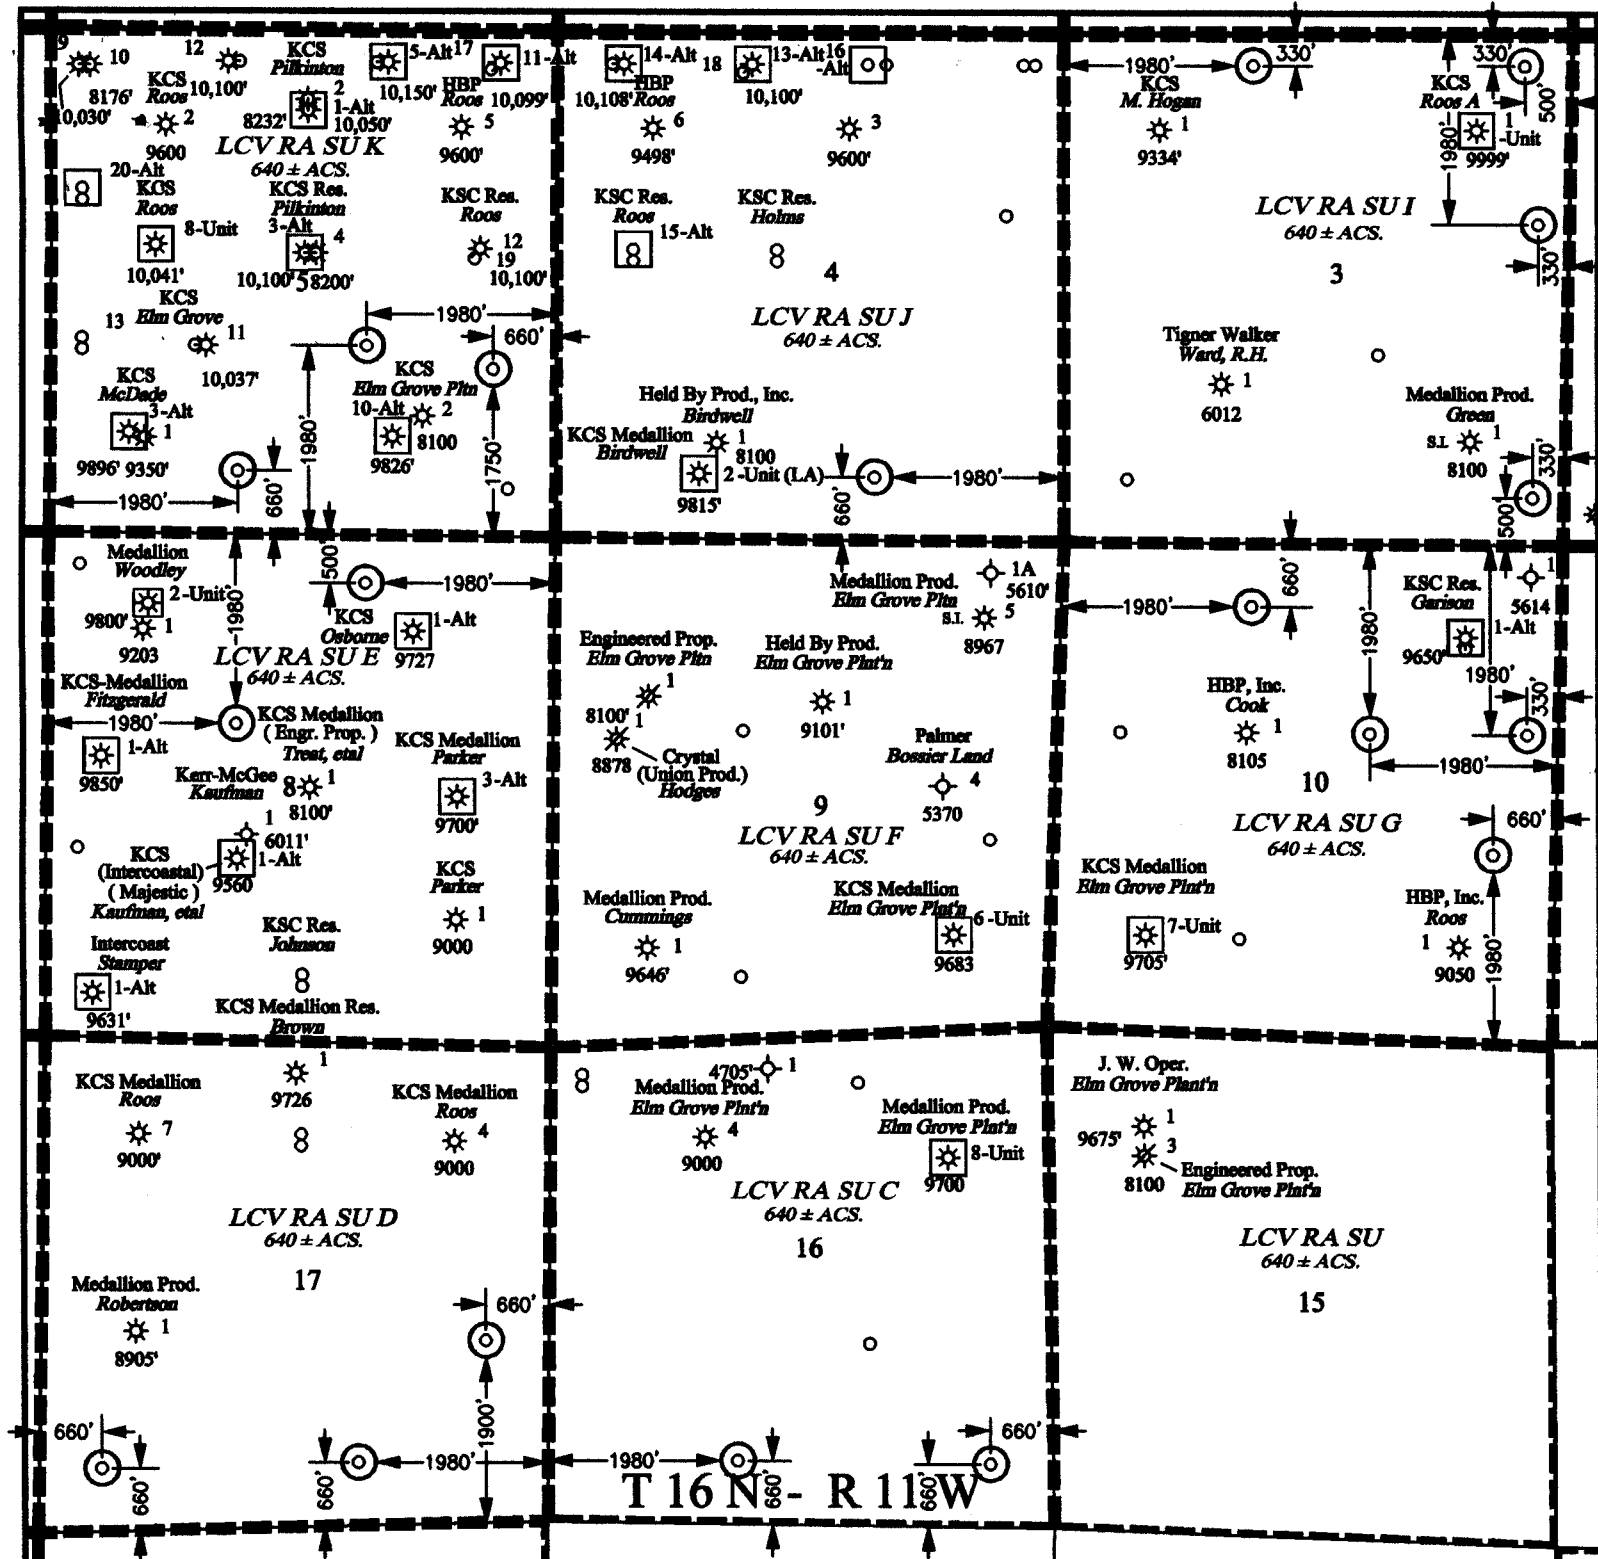 9
10
12
KCS
Pilkinton
5-Alt
17
11-Alt
14-Alt
18
13-Alt
16
-Alt
1980'
330'
330'
8176'
KCS
Roos
10,100'
2
1-Alt
10,150'
HBP
Roos
10,099'
10,108'
HBP
Roos
10,100'
KCS
M. Hogan
KCS
Roos A
500'
10,030'
2
8232'
10,050'
5
6
3
1
1980'
1
-Unit
9600
LCV RA SU K
640 ± ACS.
9600'
9498'
9600'
9334'
9999'
20-Alt
KCS
Roos
KCS Res.
Pilkinton
KSC Res.
Roos
KSC Res.
Roos
KSC Res.
Holms
LCV RA SU I
640 ± ACS.
8-Unit
3-Alt
4
12
19
15-Alt
4
3
330'
10,041'
10,100'
5
8200'
10,100'
KCS
Elm Grove
13
11
1980'
660'
LCV RA SU J
640 ± ACS.
Tigner Walker
Ward, R.H.
1
6012
10,037'
KCS
McDade
KCS
Elm Grove Pltn
Held By Prod., Inc.
Birdwell
Medallion Prod.
Green
3-Alt
1
10-Alt
2
8100
1980'
1750'
KCS Medallion
Birdwell
1
8100
S.I.
1
8100
330'
9896'
9350'
9826'
2-Unit (LA)
9815'
1980'
660'
1980'
660'
500'
Medallion
Woodley
2-Unit
9800'
1
9203
1980'
500'
1980'
KCS
Osborne
1-Alt
9727
LCV RA SU E
640 ± ACS.
Medallion Prod.
Elm Grove Pltn
1A
5610'
S.I.
5
8967
1980'
660'
1980'
KSC Res.
Garison
1
5614
1-Alt
9650'
1980'
330'
Engineered Prop.
Elm Grove Pltn
1
8100'
Held By Prod.
Elm Grove Plnt'n
1
9101'
KCS-Medallion
Fitzgerald
1980'
1-Alt
9850'
KCS Medallion
( Engr. Prop. )
Treat, etal
KCS Medallion
Parker
3-Alt
9700'
1
8878
Crystal
(Union Prod.)
Hodges
Palmer
Bossier Land
4
5370
HBP, Inc.
Cook
1
8105
1980'
Kerr-McGee
Kaufman
8
1
8100'
1
6011'
9
LCV RA SU F
640 ± ACS.
10
LCV RA SU G
640 ± ACS.
660'
KCS
(Intercoastal)
( Majestic )
Kaufman, etal
1-Alt
9560
KCS
Parker
1
9000
Medallion Prod.
Cummings
1
9646'
KCS Medallion
Elm Grove Plnt'n
6-Unit
9683
KCS Medallion
Elm Grove Plnt'n
7-Unit
9705'
HBP, Inc.
Roos
1
9050
1980'
Intercoast
Stamper
1-Alt
9631'
KSC Res.
Johnson
KCS Medallion Res.
Brown
1
9726
KCS Medallion
Roos
7
9000'
KCS Medallion
Roos
4
9000
4705'
1
Medallion Prod.
Elm Grove Plnt'n
4
9000
Medallion Prod.
Elm Grove Plnt'n
8-Unit
9700
J. W. Oper.
Elm Grove Plant'n
1
9675'
3
8100
Engineered Prop.
Elm Grove Plnt'n
LCV RA SU D
640 ± ACS.
17
LCV RA SU C
640 ± ACS.
16
LCV RA SU
640 ± ACS.
15
Medallion Prod.
Robertson
1
8905'
660'
1900'
660'
660'
660'
1980'
1980'
660'
660'
660'
T 16 N - R 11 W